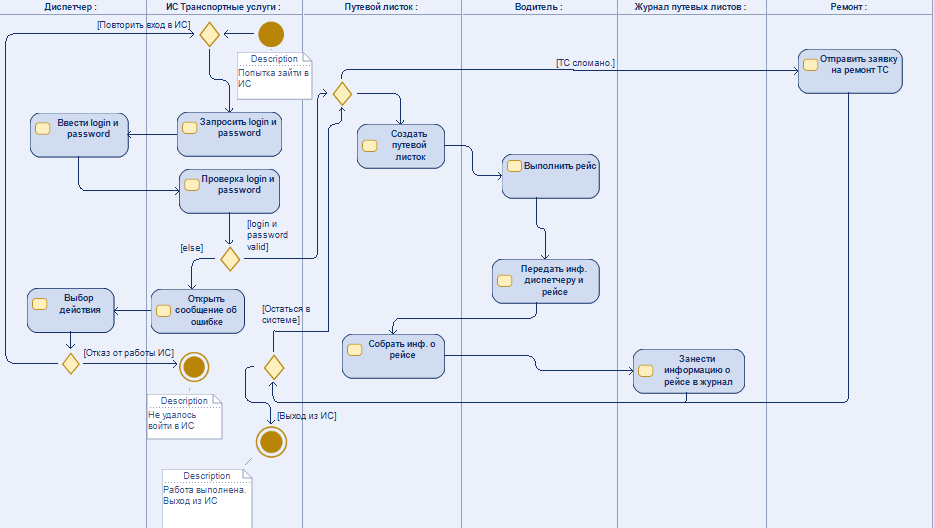 Диспетчер :
ИС Транспортные услуги :
Путевой листок :
Водитель :
Журнал путевых листов :
Ремонт :
[Повторить вход в ИС]
Description
Попытка зайти в
ИС
[ТС сломано.]
Отправить заявку
на ремонт ТС
Ввести login и
password
Запросить login и
password
Создать
путевой
листок
Выполнить рейс
Проверка login и
password
[login и
password
valid]
[else]
Передать инф.
диспетчеру и
рейсе
Выбор
действия
Открыть
сообщение об
ошибке
[Остаться в
системе]
Собрать инф. о
рейсе
Занести
информацию о
рейсе в журнал
[Отказ от работы ИС]
Description
Не удалось
войти в ИС
[Выход из ИС]
Description
Работа выполнена.
Выход из ИС